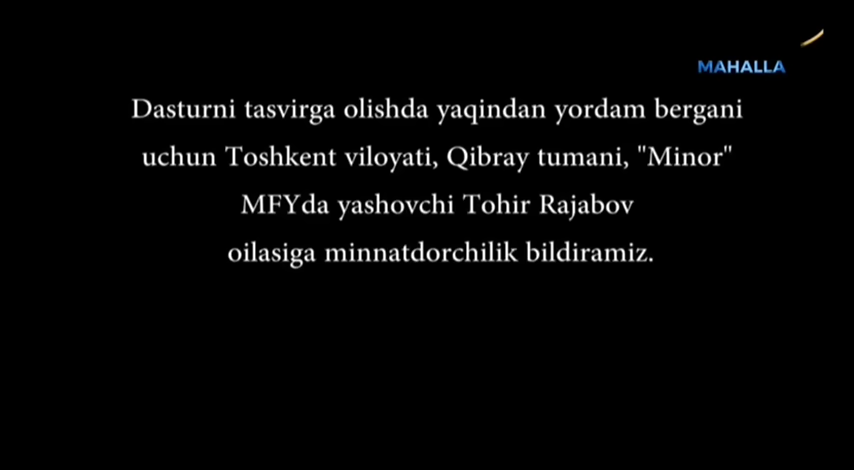 MAHALLA
Dasturni tasvirga olishda yaqindan yordam bergani
uchun Toshkent viloyati, Qibray tumani, "Minor"
MFYda yashovchi Tohir Rajabov
oilasiga minnatdorchilik bildiramiz.